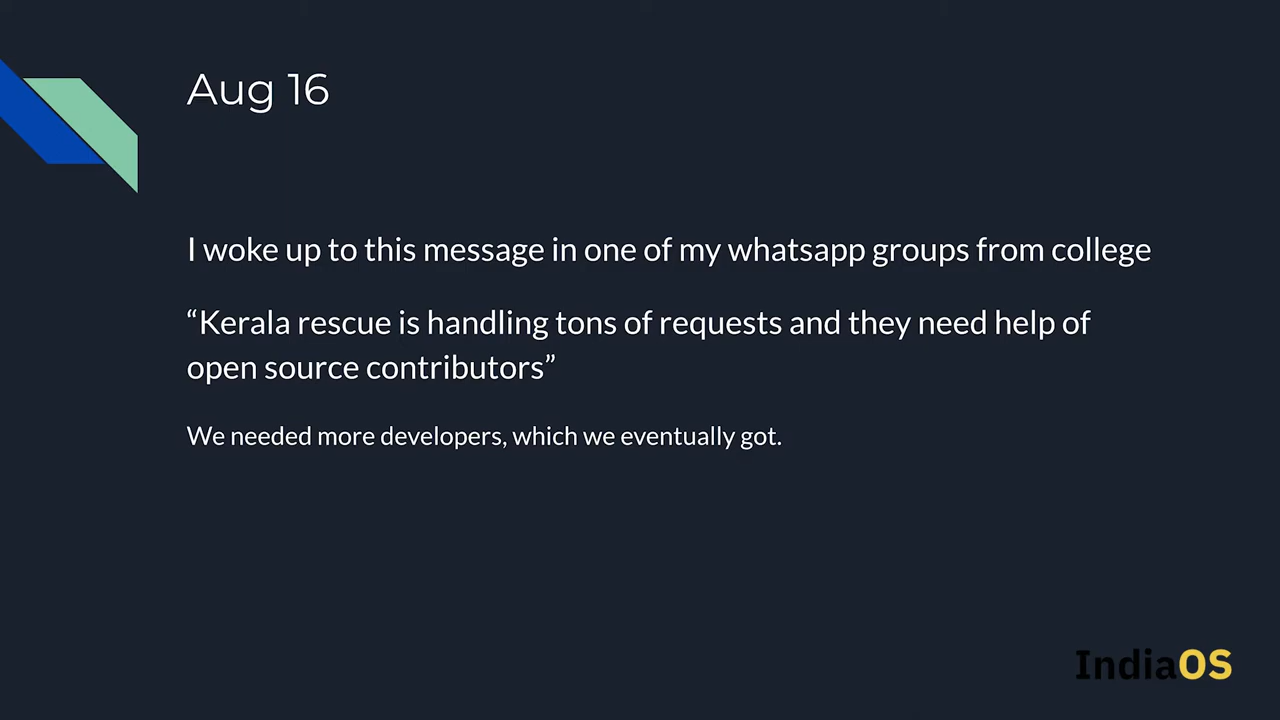 Aug 16
I woke up to this message in one of my whatsapp groups from college
“Kerala rescue is handling tons of requests and they need help of
open source contributors”
We needed more developers, which we eventually got.
IndiaOS